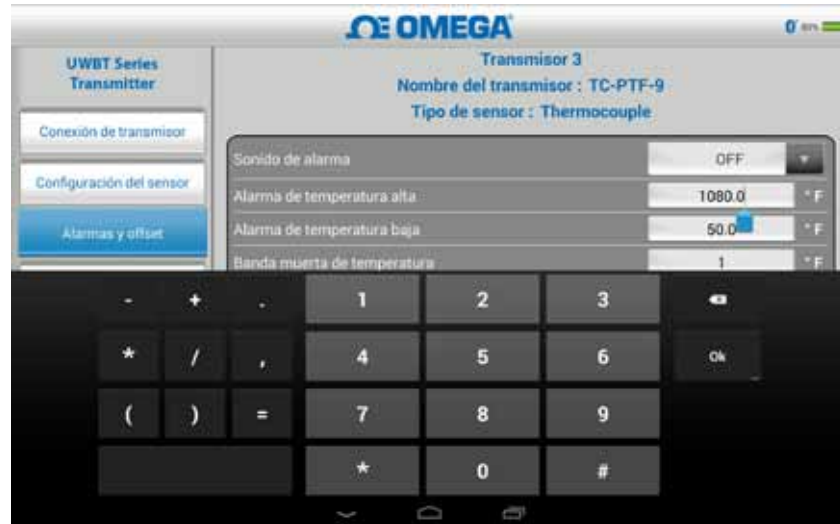 OMEGA
UWBT Series
Transmitter
Transmisor 3
Nombre del transmisor : TC-PTF-9
Tipo de sensor : Thermocouple
Conexión de transmisor
Configuración del sensor
Alarmas y offset
Sonido de alarma OFF
Alarma de temperatura alta 1080.0 °F
Alarma de temperatura baja 50.0 °F
Banda muerta de temperatura 1 °F
- + . 1 2 3
* / , 4 5 6 Ok
( ) = 7 8 9
* 0 #